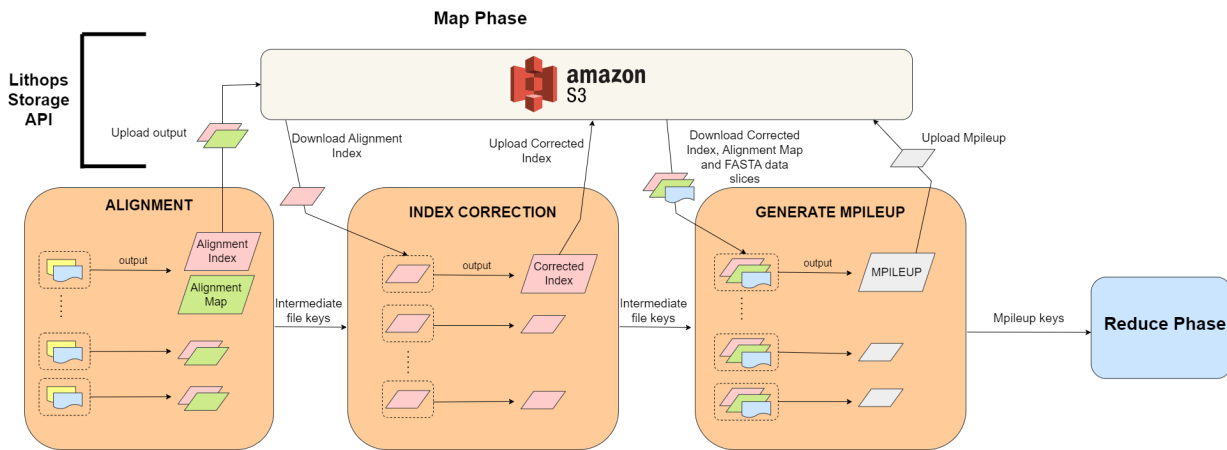 Map Phase
Lithops
Storage
API
amazon
S3
Upload output
Download Alignment
Index
Upload Corrected
Index
Download Corrected
Index, Alignment Map
and FASTA data
slices
Upload Mpileup
ALIGNMENT
Alignment
Index
output
Alignment
Map
Intermediate
file keys
INDEX CORRECTION
output
Corrected
Index
Intermediate
file keys
GENERATE MPILEUP
output
MPILEUP
Mpileup keys
Reduce Phase